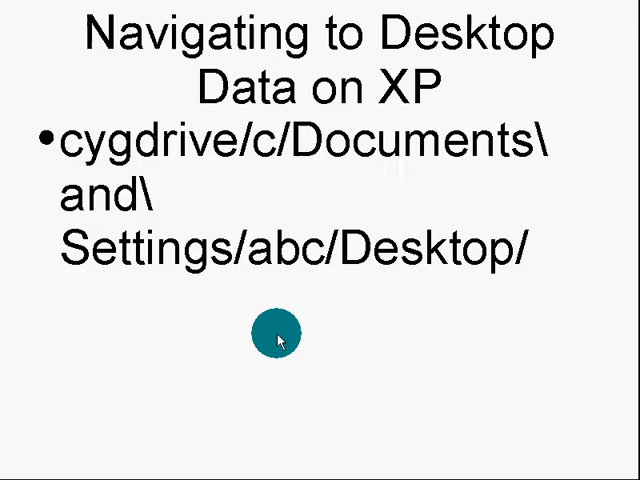 Navigating to Desktop
Data on XP
•cygdrive/c/Documents\
and\
Settings/abc/Desktop/